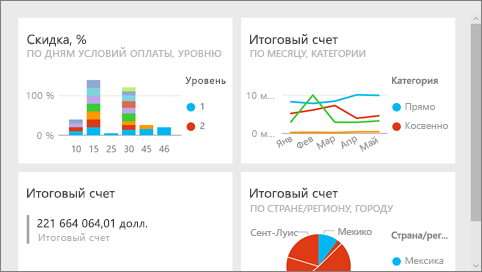 Скидка, %
ПО ДНЯМ УСЛОВИЙ ОПЛАТЫ, УРОВНЮ
Уровень
100 %
1
2
0 %
10 15 25 30 45 46
Итоговый счет
ПО МЕСЯЦУ, КАТЕГОРИИ
Категория
10 м...
Прямо
Косвенно
0 м...
Янв Фев Мар Апр Май
Итоговый счет
221 664 064,01 долл.
Итоговый счет
Итоговый счет
ПО СТРАНЕ/РЕГИОНУ, ГОРОДУ
Сент-Луис
Мехико
Страна/рег...
Мексика